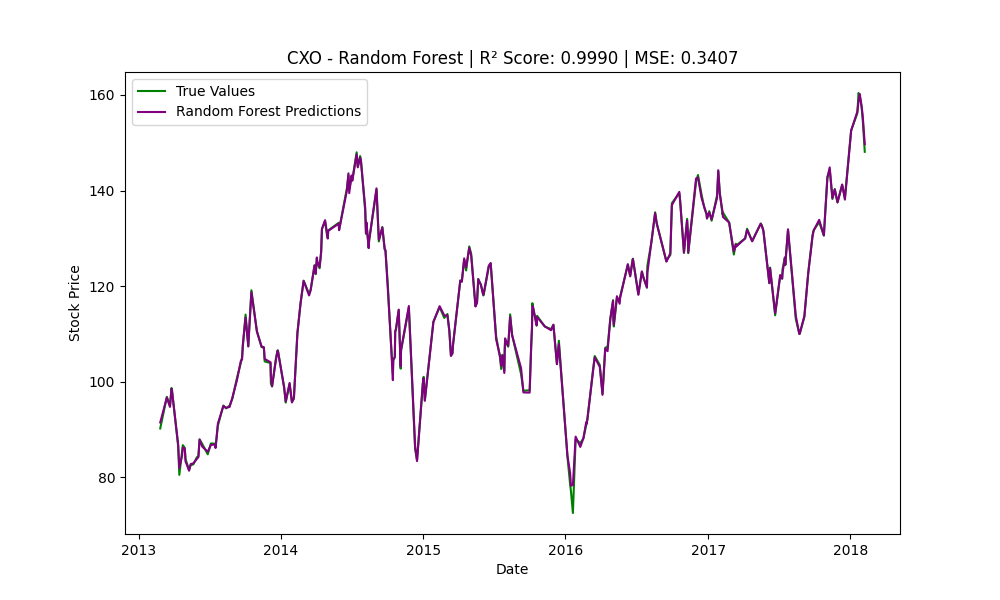 CXO - Random Forest | R² Score: 0.9990 | MSE: 0.3407
True Values
Random Forest Predictions
160
140
120
100
80
Stock Price
2013 2014 2015 2016 2017 2018
Date